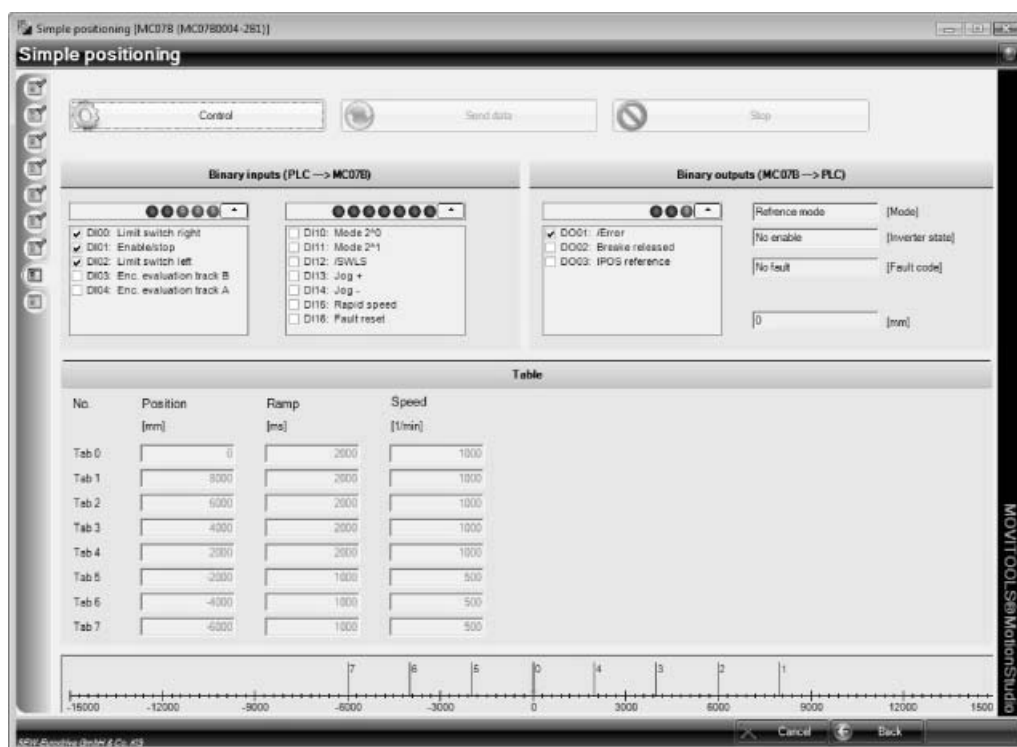 Simple positioning [MC07B (MC07B0004-2B1)]
Simple positioning
Control
Send data
Stop
Binary inputs (PLC --> MC07B)
Binary outputs (MC07B --> PLC)
DI00: Limit switch right
DI01: Enable/stop
DI02: Limit switch left
DI03: Enc. evaluation track B
DI04: Enc. evaluation track A
DI10: Mode 2^0
DI11: Mode 2^1
DI12: /SWLS
DI13: Jog +
DI14: Jog -
DI15: Rapid speed
DI16: Fault reset
DO01: /Error
DO02: Breake released
DO03: IPOS reference
Refrence mode [Mode]
No enable [Inverter state]
No fault [Fault code]
0 [mm]
Table
No. Position Ramp Speed
[mm] [ms] [1/min]
Tab 0 0 2000 1000
Tab 1 8000 2000 1000
Tab 2 6000 2000 1000
Tab 3 4000 2000 1000
Tab 4 2000 2000 1000
Tab 5 -2000 1000 500
Tab 6 -4000 1000 500
Tab 7 -6000 1000 500
7 6 5 0 4 3 2 1
-15000 -12000 -9000 -6000 -3000 0 3000 6000 9000 12000 1500
Cancel Back
SEW-Eurodrive GmbH & Co. KG
MOVITOOLS®MotionStudio